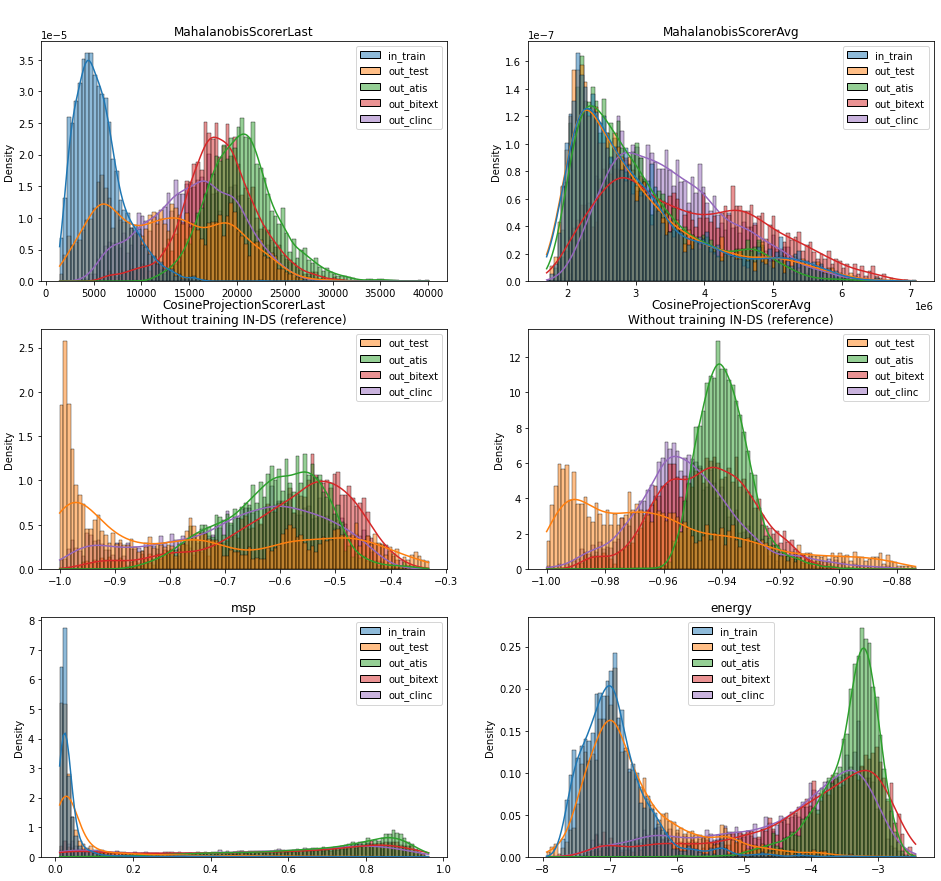 MahalanobisScorerLast
1e−5
Density
3.5
3.0
2.5
2.0
1.5
1.0
0.5
0.0
0 5000 10000 15000 20000 25000 30000 35000 40000
in_train
out_test
out_atis
out_bitext
out_clinc
MahalanobisScorerAvg
1e−7
Density
1.6
1.4
1.2
1.0
0.8
0.6
0.4
0.2
0.0
2 3 4 5 6 7
1e6
in_train
out_test
out_atis
out_bitext
out_clinc
CosineProjectionScorerLast
Without training IN-DS (reference)
Density
2.5
2.0
1.5
1.0
0.5
0.0
−1.0 −0.9 −0.8 −0.7 −0.6 −0.5 −0.4 −0.3
out_test
out_atis
out_bitext
out_clinc
CosineProjectionScorerAvg
Without training IN-DS (reference)
Density
12
10
8
6
4
2
0
−1.00 −0.98 −0.96 −0.94 −0.92 −0.90 −0.88
out_test
out_atis
out_bitext
out_clinc
msp
Density
8
7
6
5
4
3
2
1
0
0.0 0.2 0.4 0.6 0.8 1.0
in_train
out_test
out_atis
out_bitext
out_clinc
energy
Density
0.25
0.20
0.15
0.10
0.05
0.00
−8 −7 −6 −5 −4 −3
in_train
out_test
out_atis
out_bitext
out_clinc